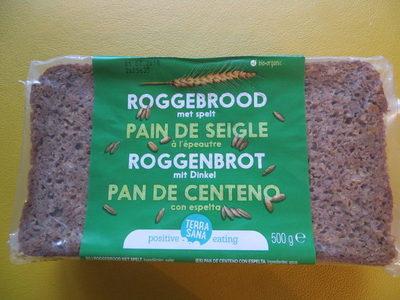 bio-organic
ROGGEBROOD
met spelt
PAIN DE SEIGLE
à l'épeautre
ROGGENBROT
mit Dinkel
PAN DE CENTENO
con espelta
TERRA
SANA
positive eating
500 g e